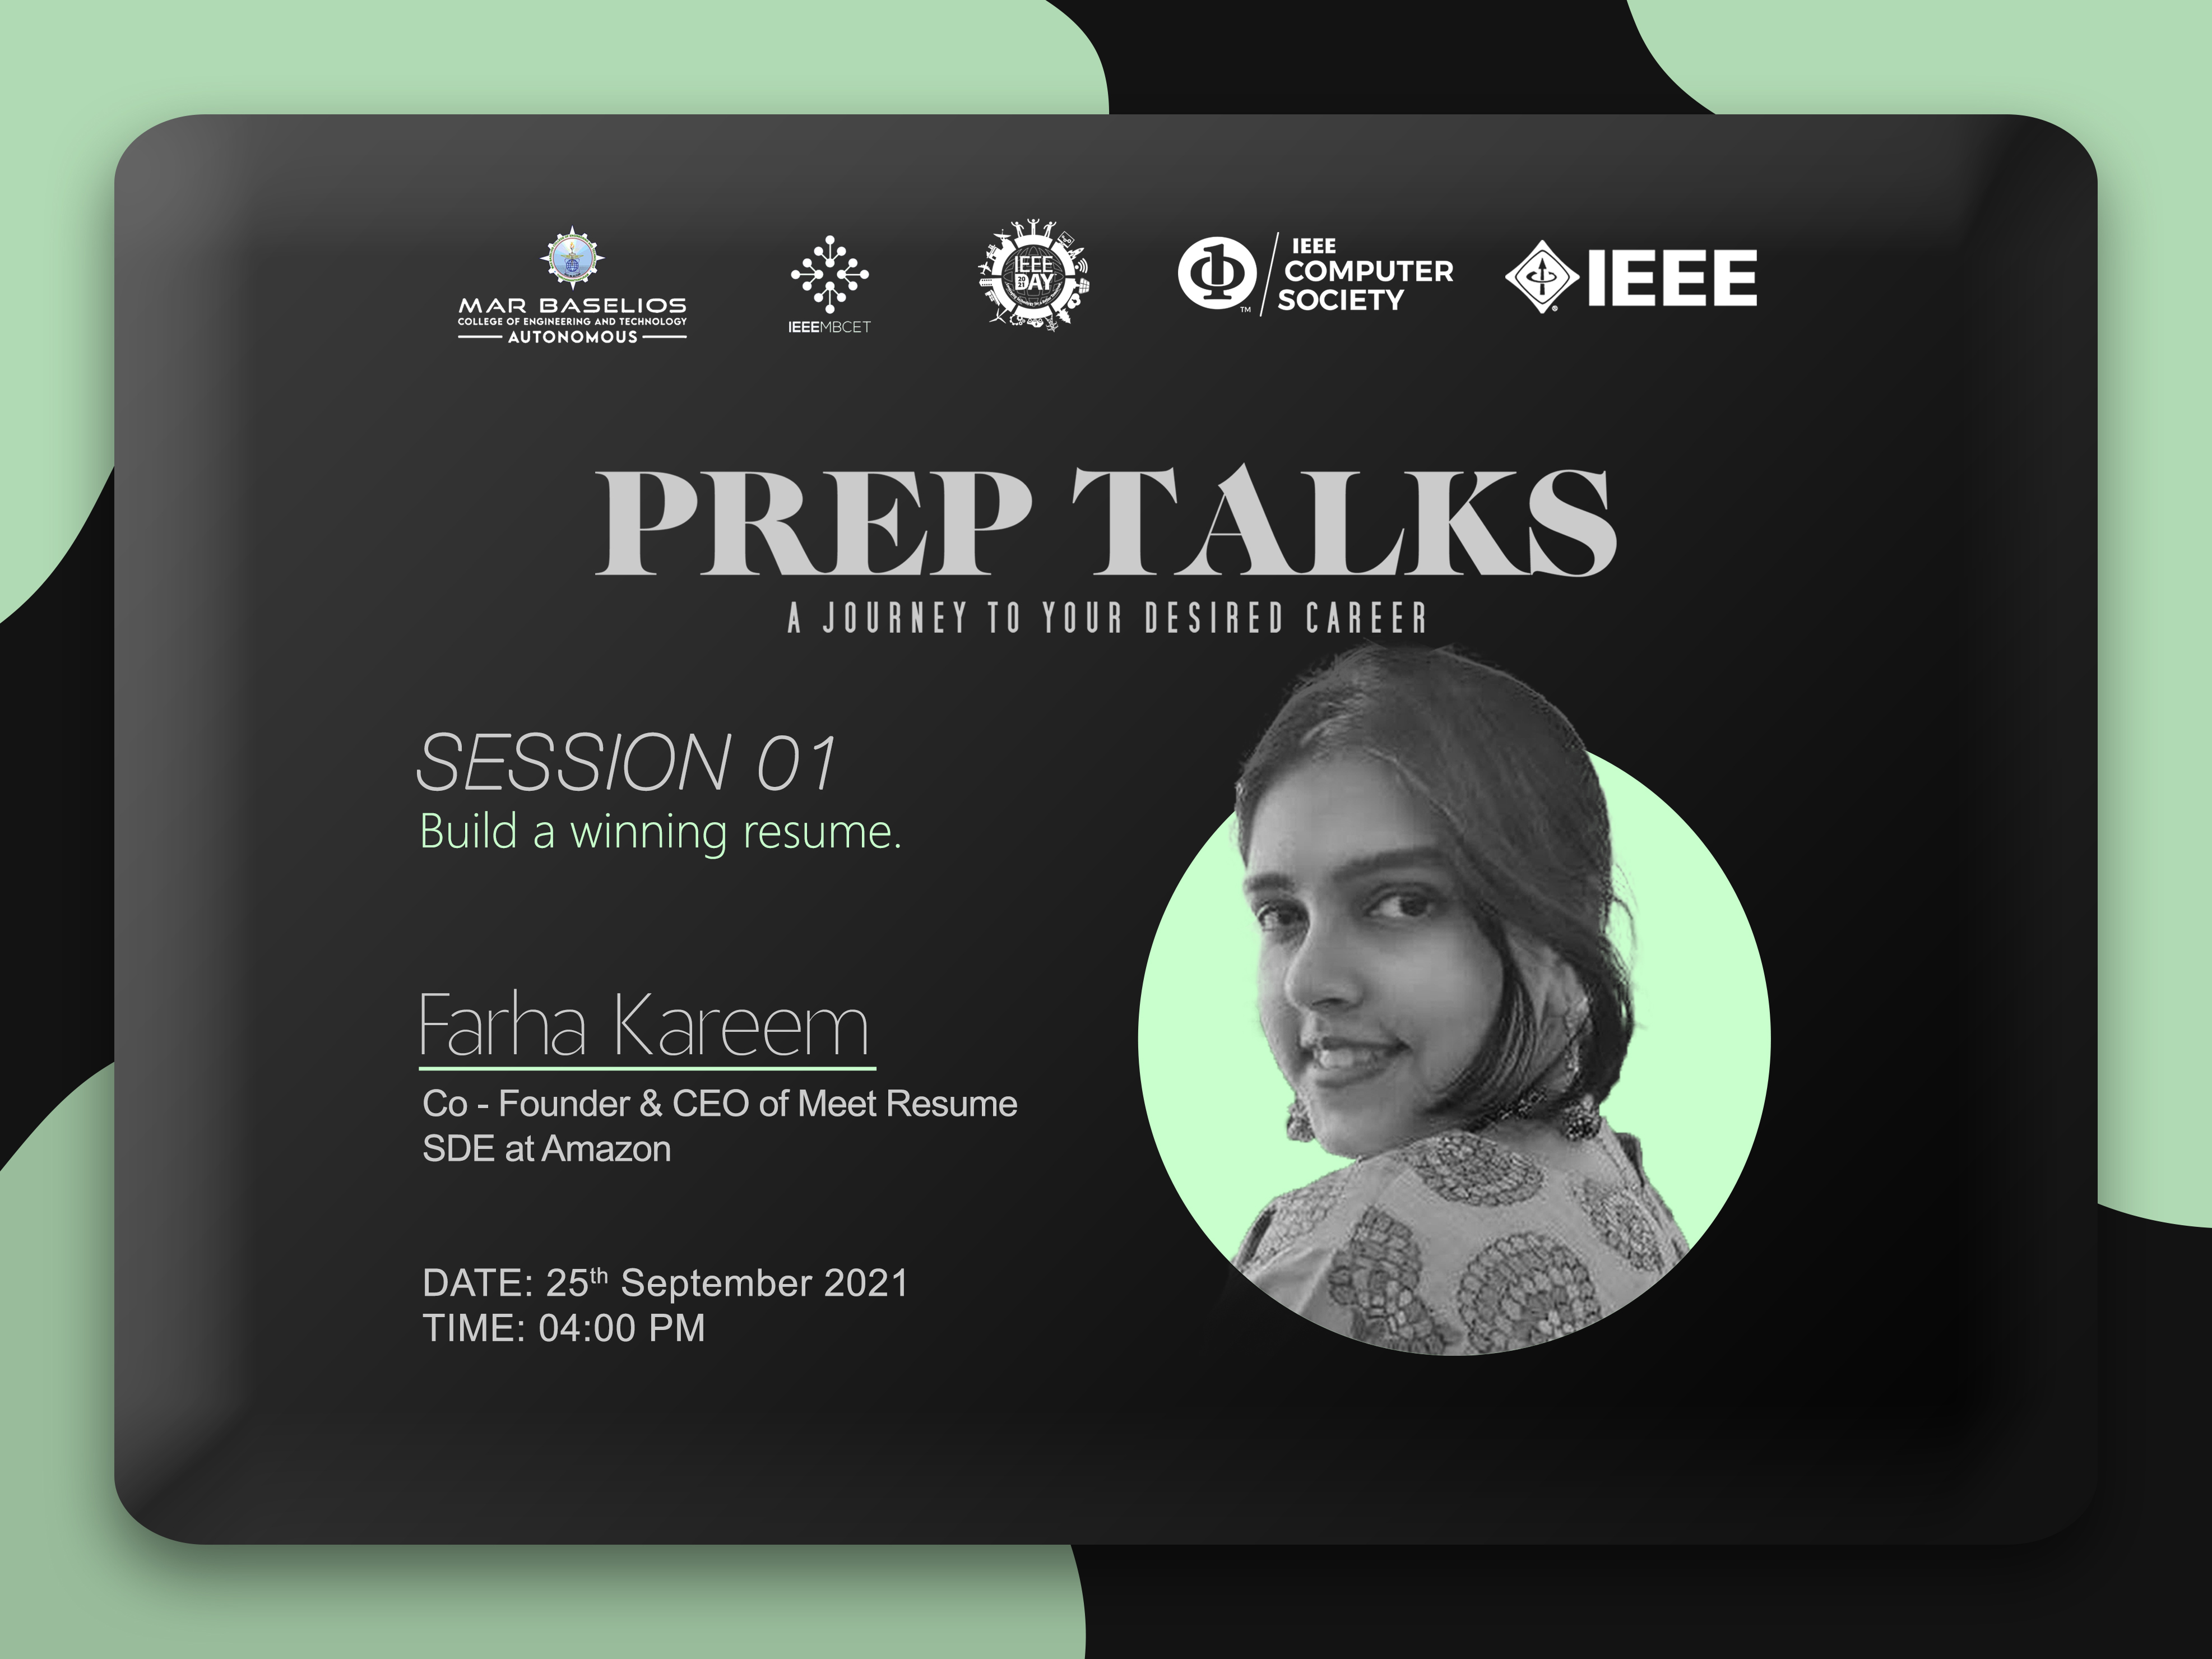 MAR BASELIOS
COLLEGE OF ENGINEERING AND TECHNOLOGY
AUTONOMOUS
IEEEMBCET
IEEE
DAY
2021
IEEE
COMPUTER
SOCIETY
TM
IEEE
®
PREP TALKS
A JOURNEY TO YOUR DESIRED CAREER
SESSION 01
Build a winning resume.
Farha Kareem
Co - Founder & CEO of Meet Resume
SDE at Amazon
DATE: 25th September 2021
TIME: 04:00 PM